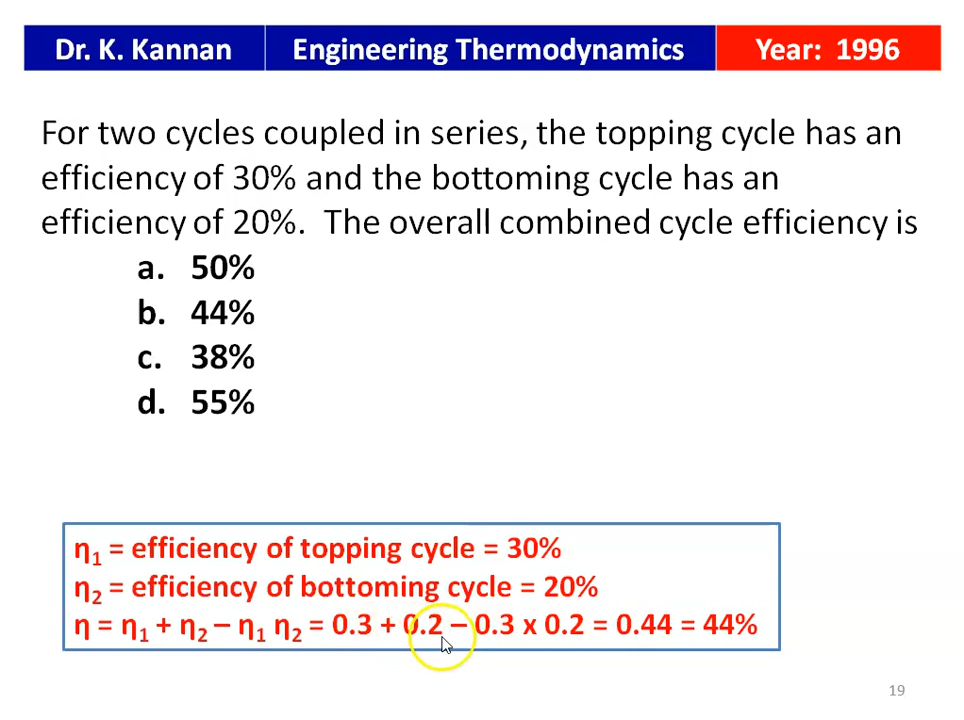 Dr. K. Kannan Engineering Thermodynamics Year: 1996
For two cycles coupled in series, the topping cycle has an
efficiency of 30% and the bottoming cycle has an
efficiency of 20%. The overall combined cycle efficiency is
a. 50%
b. 44%
c. 38%
d. 55%
η₁ = efficiency of topping cycle = 30%
η₂ = efficiency of bottoming cycle = 20%
η = η₁ + η₂ – η₁ η₂ = 0.3 + 0.2 – 0.3 x 0.2 = 0.44 = 44%
19